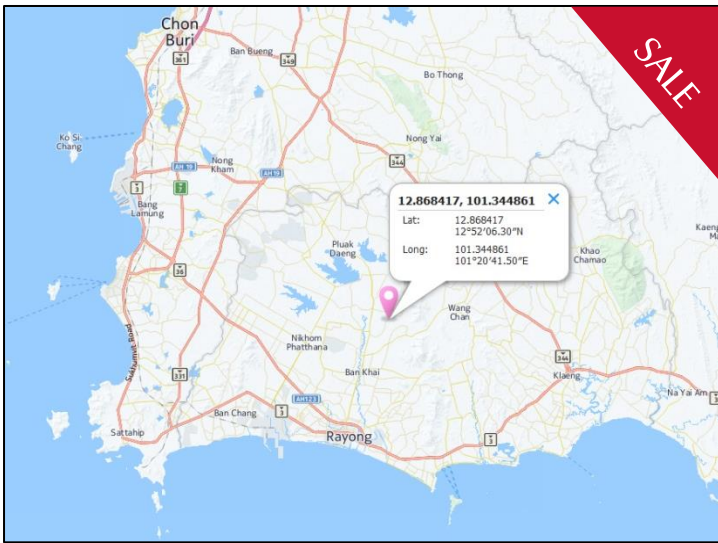 Chon
Buri
361
Ban Bueng
349
SALE
Bo Thong
Ko Si
Chang
Nong Yai
Nong
Kham
AH 19
AH19
344
3
7
Bang
Lamung
12.868417, 101.344861
Lat:
12.868417
12°52'06.30"N
Long:
101.344861
101°20'41.50"E
Pluak
Daeng
Khao
Chamao
36
Wang
Chan
Sukhumvit Road
Nikhom
Phatthana
344
331
Ban Khai
Klaeng
AH123
Na Yai Am
Ban Chang
3
Sattahip
Rayong
3